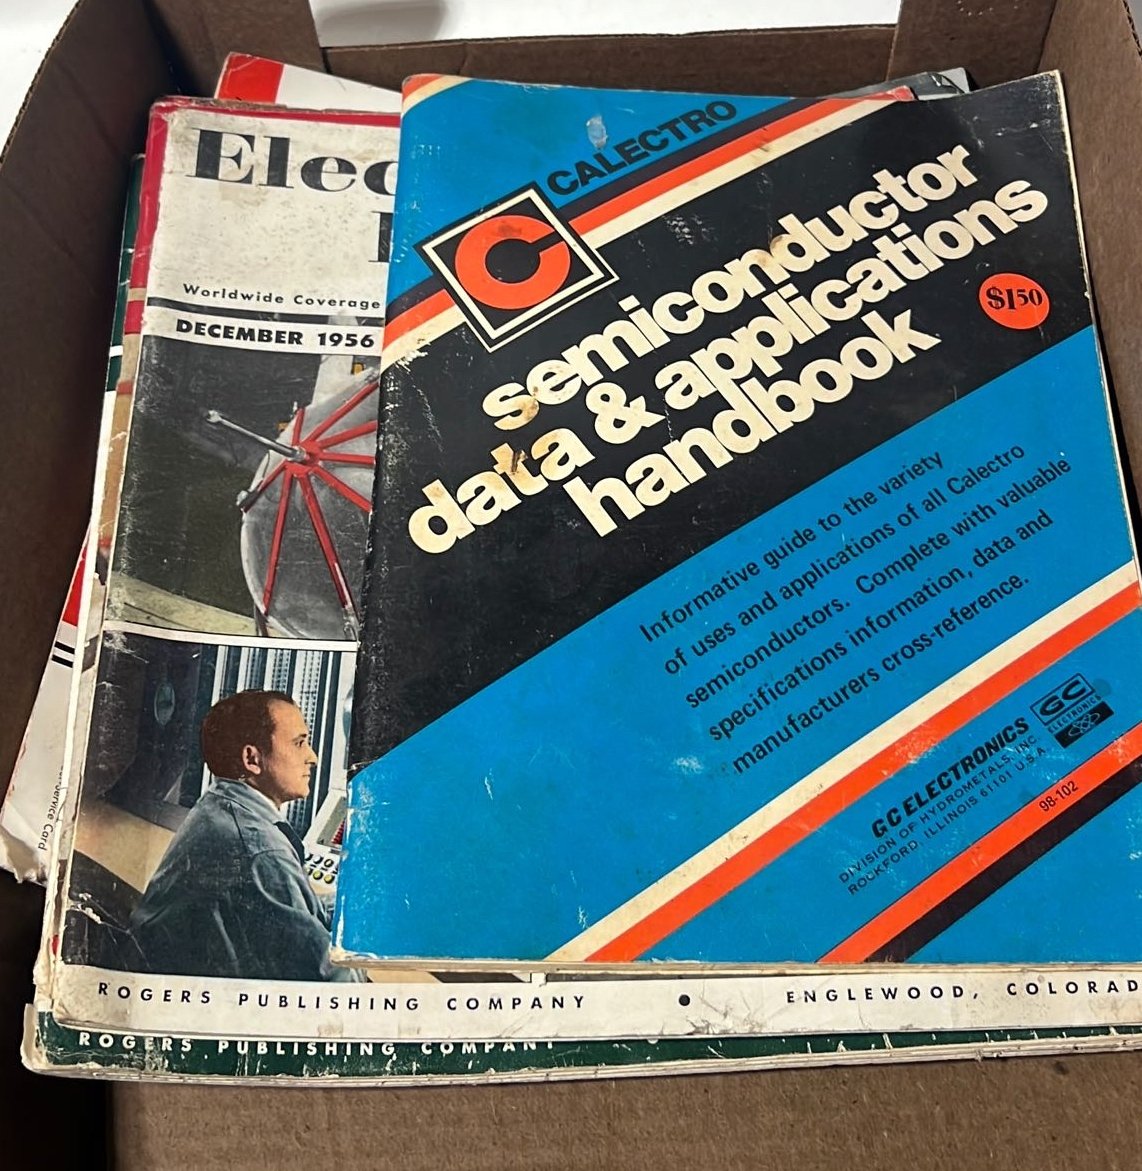 Elec
Worldwide Coverage
DECEMBER 1956
CALECTRO
C
semiconductor
data & applications
handbook
$1.50
Informative guide to the variety
of uses and applications of all Calectro
semiconductors. Complete with valuable
specifications information, data and
manufacturers cross-reference.
GC
ELECTRONICS
GC ELECTRONICS
DIVISION OF HYDROMETALS, INC.
ROCKFORD, ILLINOIS 61101 U.S.A.
98-102
-Service Card
ROGERS PUBLISHING COMPANY • ENGLEWOOD, COLORAD
ROGERS PUBLISHING COMPANY